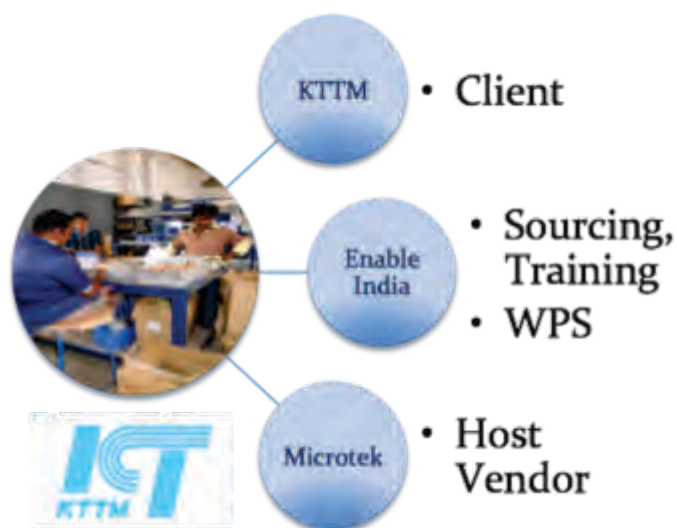 KTTM
• Client
Enable
India
• Sourcing,
Training
• WPS
Microtek
• Host
Vendor
KTTM